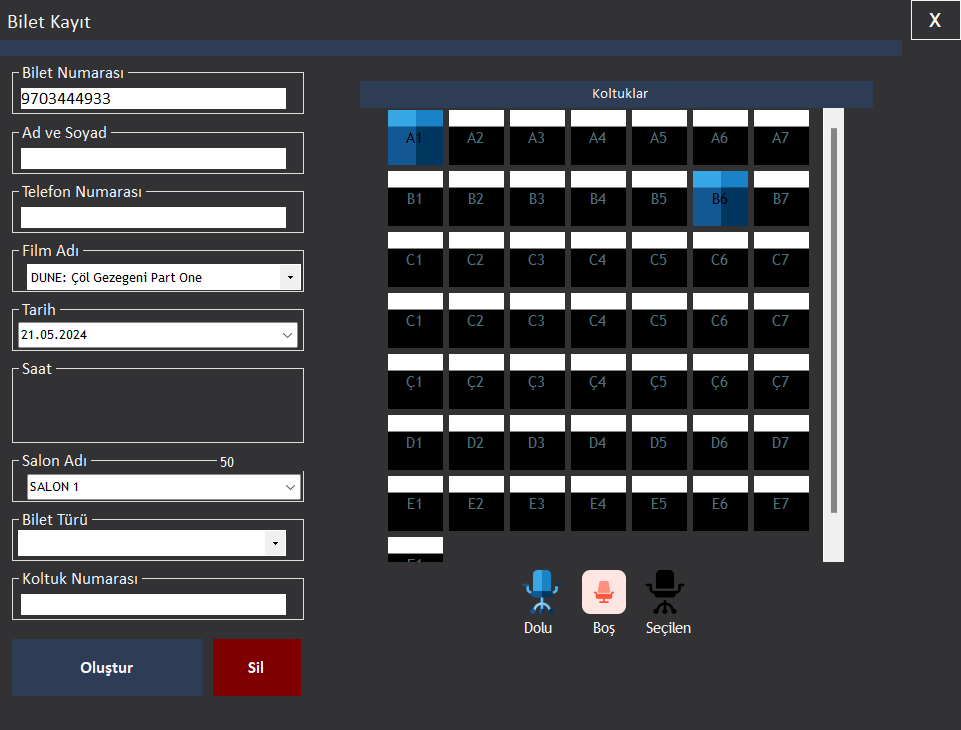 Bilet Kayıt
X
Bilet Numarası
9703444933
Ad ve Soyad
Telefon Numarası
Film Adı
DUNE: Çöl Gezegeni Part One
Tarih
21.05.2024
Saat
Salon Adı 50
SALON 1
Bilet Türü
Koltuk Numarası
Oluştur Sil
Koltuklar
A1 A2 A3 A4 A5 A6 A7
B1 B2 B3 B4 B5 B6 B7
C1 C2 C3 C4 C5 C6 C7
C1 C2 C3 C4 C5 C6 C7
Ç1 Ç2 Ç3 Ç4 Ç5 Ç6 Ç7
D1 D2 D3 D4 D5 D6 D7
E1 E2 E3 E4 E5 E6 E7
Dolu Boş Seçilen